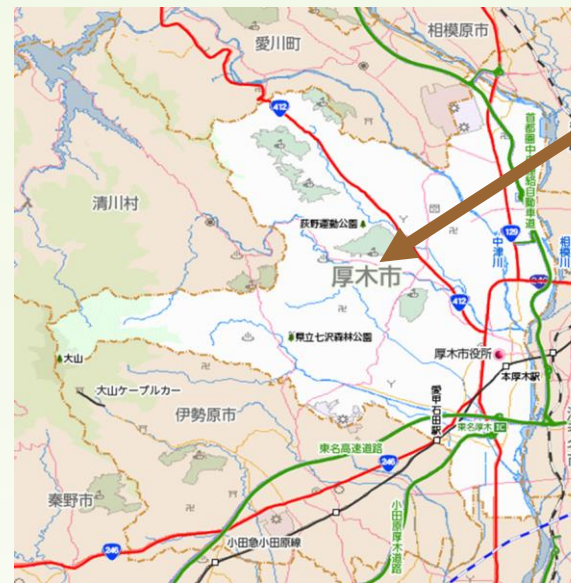 愛川町
相模原市
412
首都圏中央連絡自動車道
清川村
荻野運動公園
129
中津川
相模川
厚木市
412
県立七沢森林公園
厚木市役所
本厚木駅
大山
大山ケーブルカー
愛甲石田駅
伊勢原市
東名厚木IC
東名高速道路
246
秦野市
小田原厚木道路
小田急小田原線
246